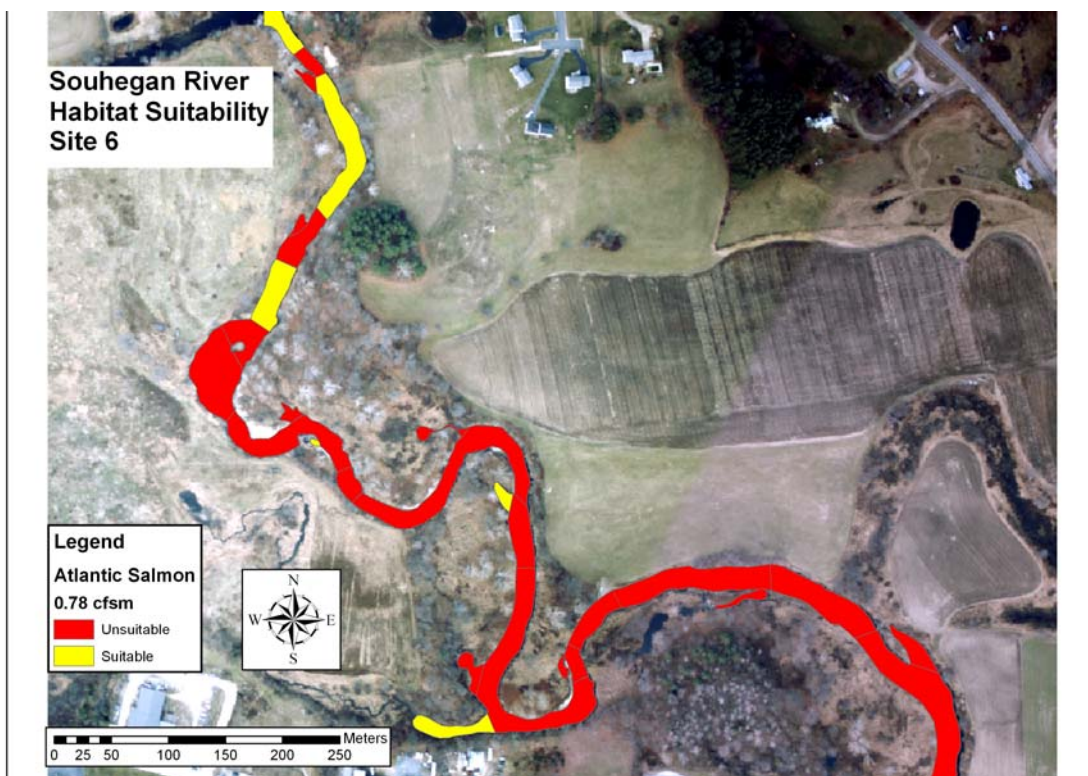 Souhegan River
Habitat Suitability
Site 6
Legend
Atlantic Salmon
0.78 cfsm
Unsuitable
Suitable
N
W E
S
Meters
0 25 50 100 150 200 250